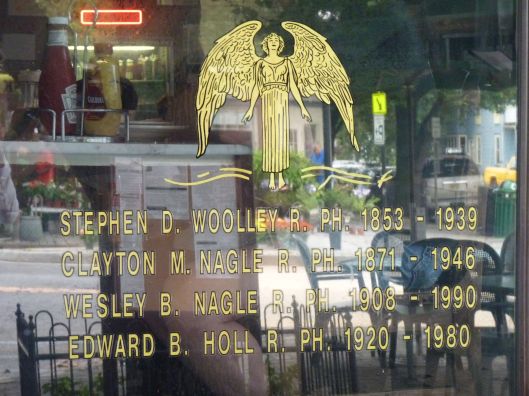 STEPHEN D. WOOLLEY R. PH. 1853 - 1939
CLAYTON M. NAGLE R. PH. 1871 - 1946
WESLEY B. NAGLE R. PH. 1908 - 1990
EDWARD B. HOLL R. PH. 1920 - 1980